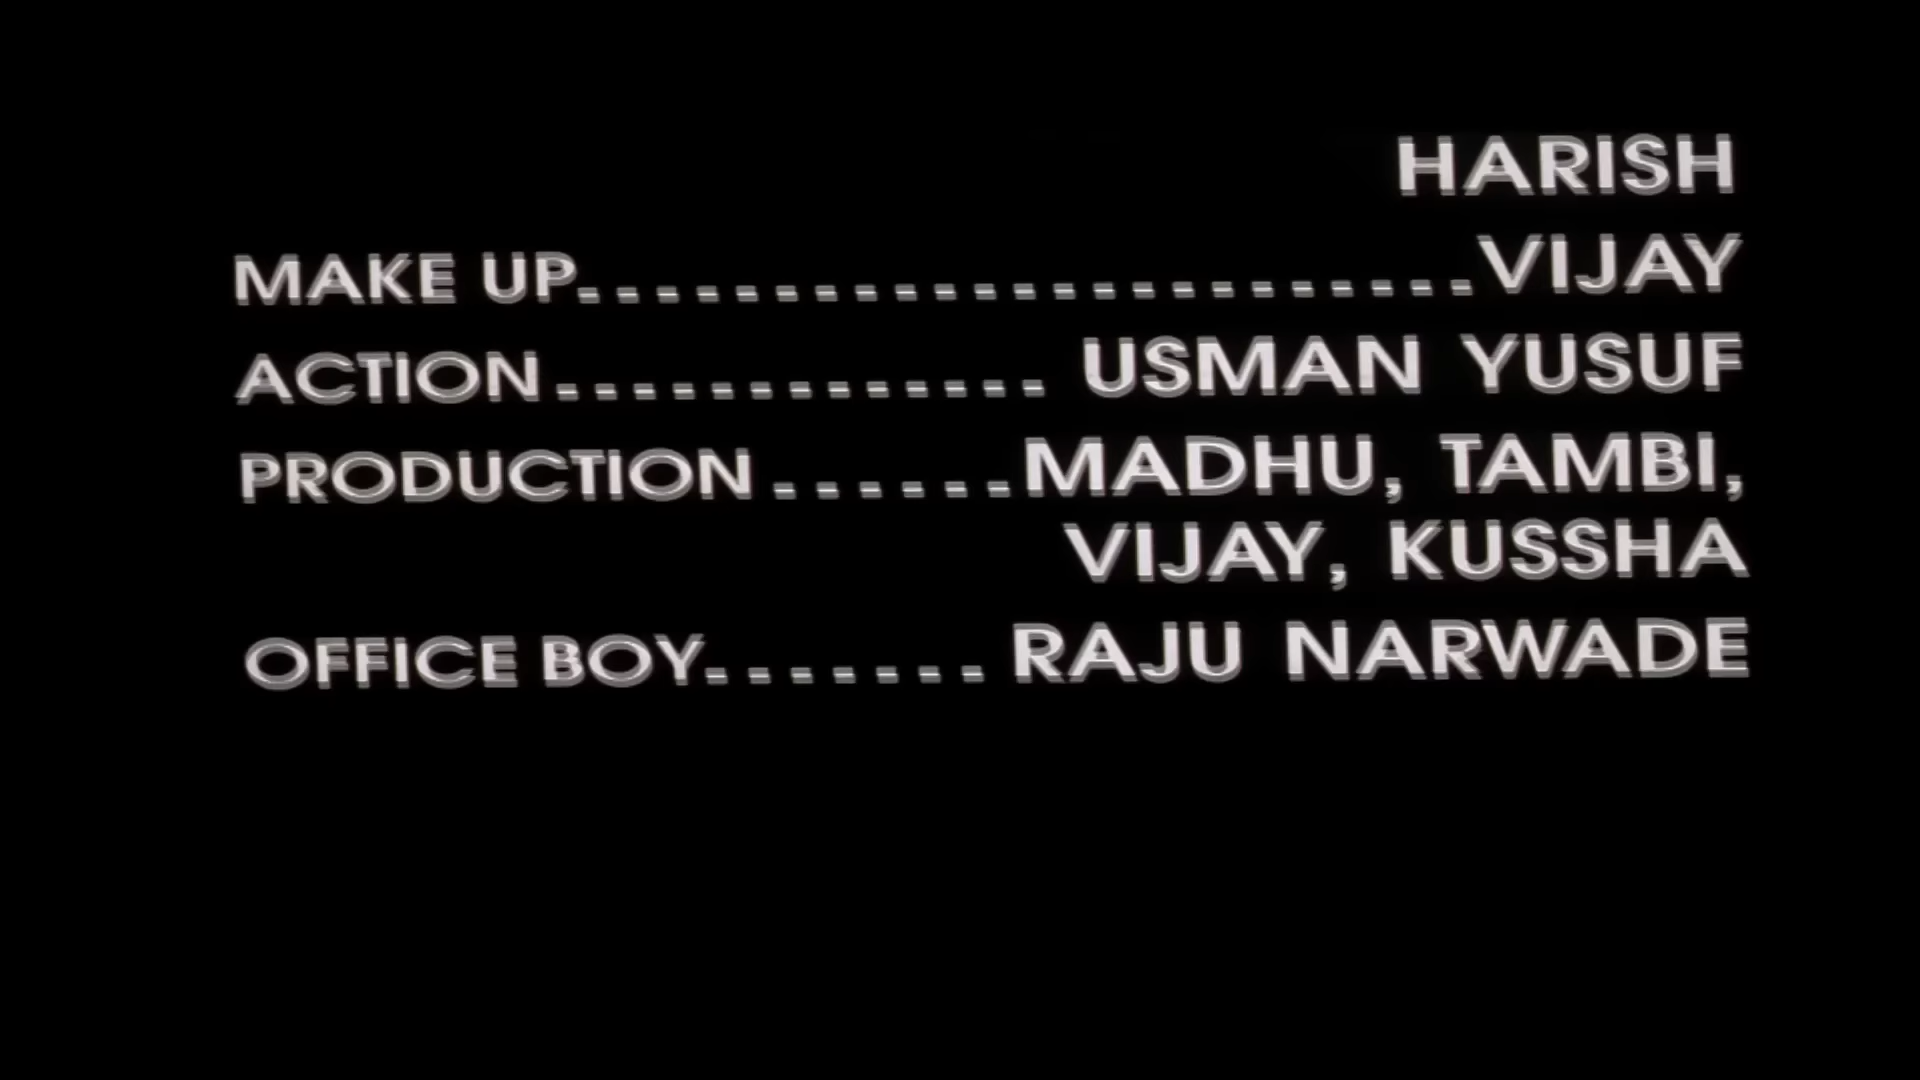 HARISH
MAKE UP.......................VIJAY
ACTION............. USMAN YUSUF
PRODUCTION ......MADHU, TAMBI,
VIJAY, KUSSHA
OFFICE BOY....... RAJU NARWADE